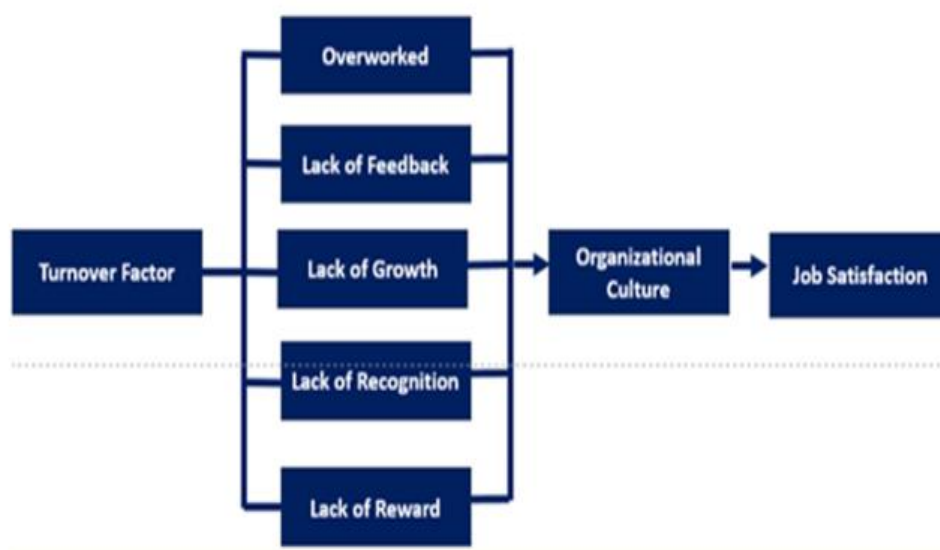 Overworked
Lack of Feedback
Turnover Factor
Lack of Growth
Organizational
Culture
Job Satisfaction
Lack of Recognition
Lack of Reward